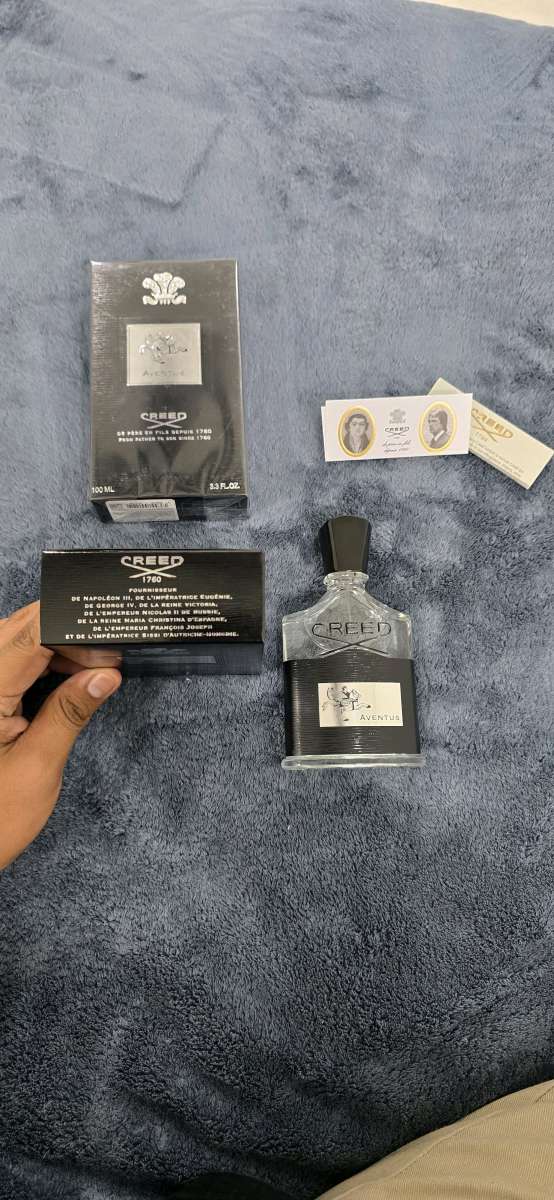 AVENTUS
CREED
DE PÈRE EN FILS DEPUIS 1760
FROM FATHER TO SON SINCE 1760
100 ML
3.3 FL.OZ.
CREED
depuis 1760
CREED
1760
CREED
1760
FOURNISSEUR
DE NAPOLÉON III, DE L'IMPÉRATRICE EUGÉNIE,
DE GEORGE IV, DE LA REINE VICTORIA,
DE L'EMPEREUR NICOLAS II DE RUSSIE,
DE LA REINE MARIA CHRISTINA D'ESPAGNE,
DE L'EMPEREUR FRANÇOIS JOSEPH
ET DE L'IMPÉRATRICE SISSI D'AUTRICHE-HONGRIE.
CREED
AVENTUS